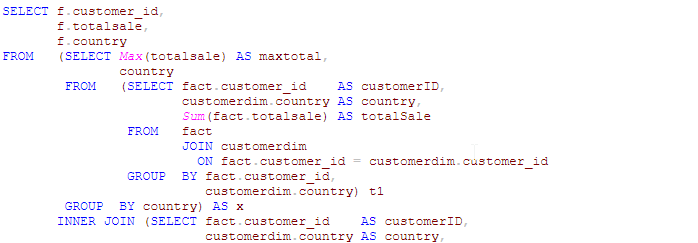 SELECT f.customer_id,
f.totalsale,
f.country
FROM (SELECT Max(totalsale) AS maxtotal,
country
FROM (SELECT fact.customer_id AS customerID,
customerdim.country AS country,
Sum(fact.totalsale) AS totalSale
FROM fact
JOIN customerdim
ON fact.customer_id = customerdim.customer_id
GROUP BY fact.customer_id,
customerdim.country) t1
GROUP BY country) AS x
INNER JOIN (SELECT fact.customer_id AS customerID,
customerdim.country AS country,